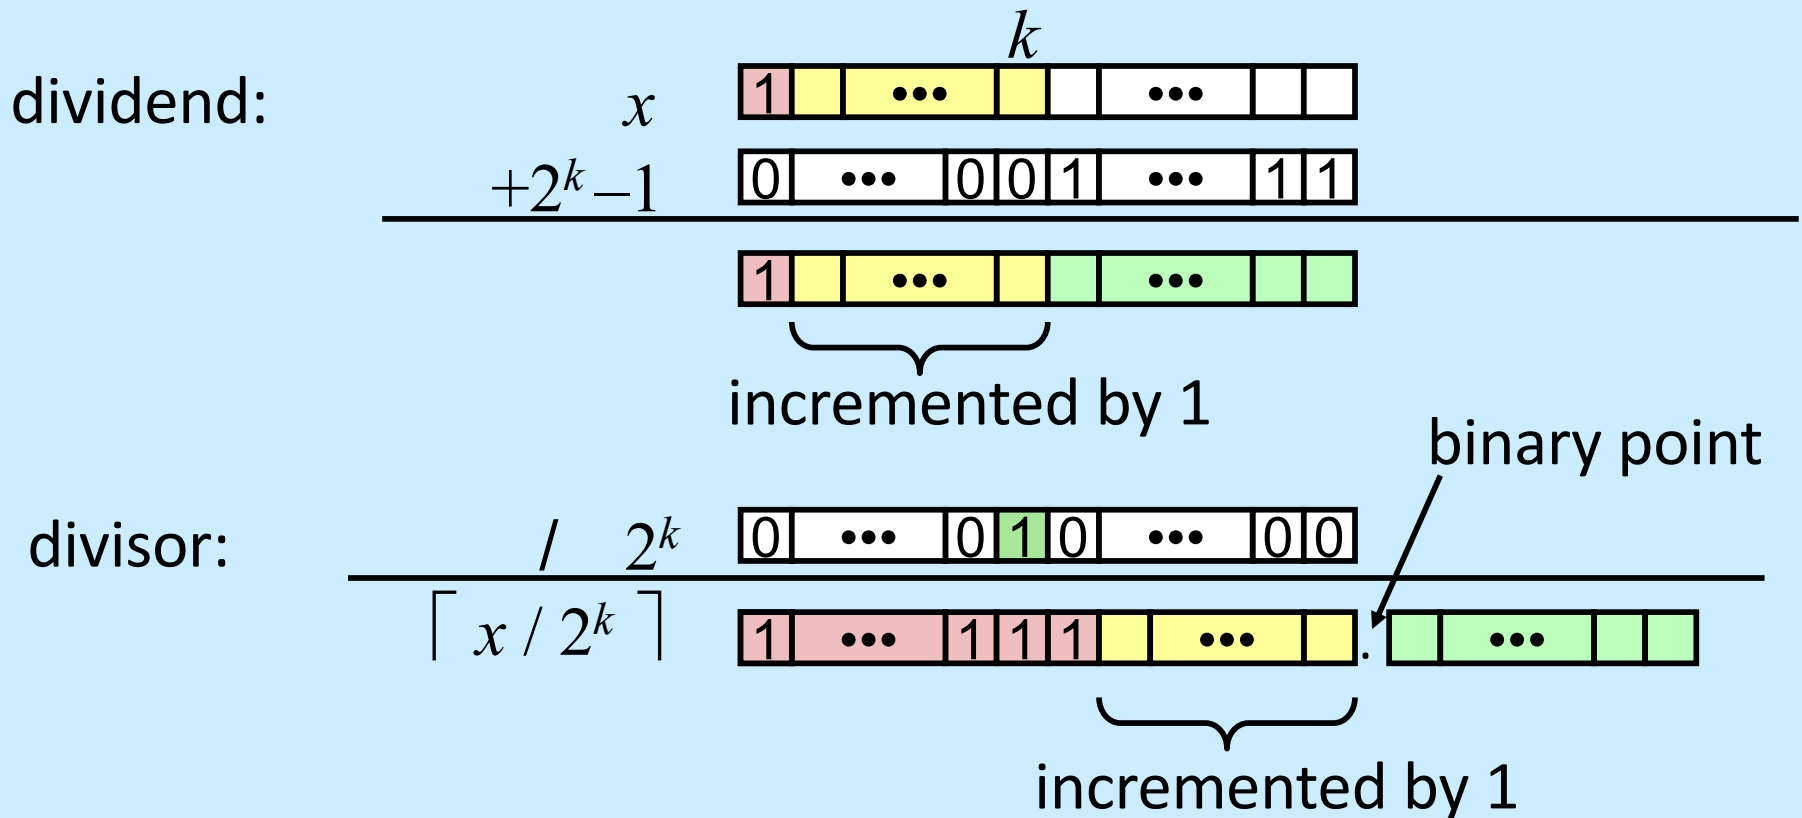 k
dividend: x 1 ••• •••
+2^k –1 0 ••• 0 0 1 ••• 1 1
1 ••• •••
incremented by 1
binary point
divisor: / 2^k 0 ••• 0 1 0 ••• 0 0
⌈ x / 2^k ⌉ 1 ••• 1 1 1 ••• . •••
incremented by 1